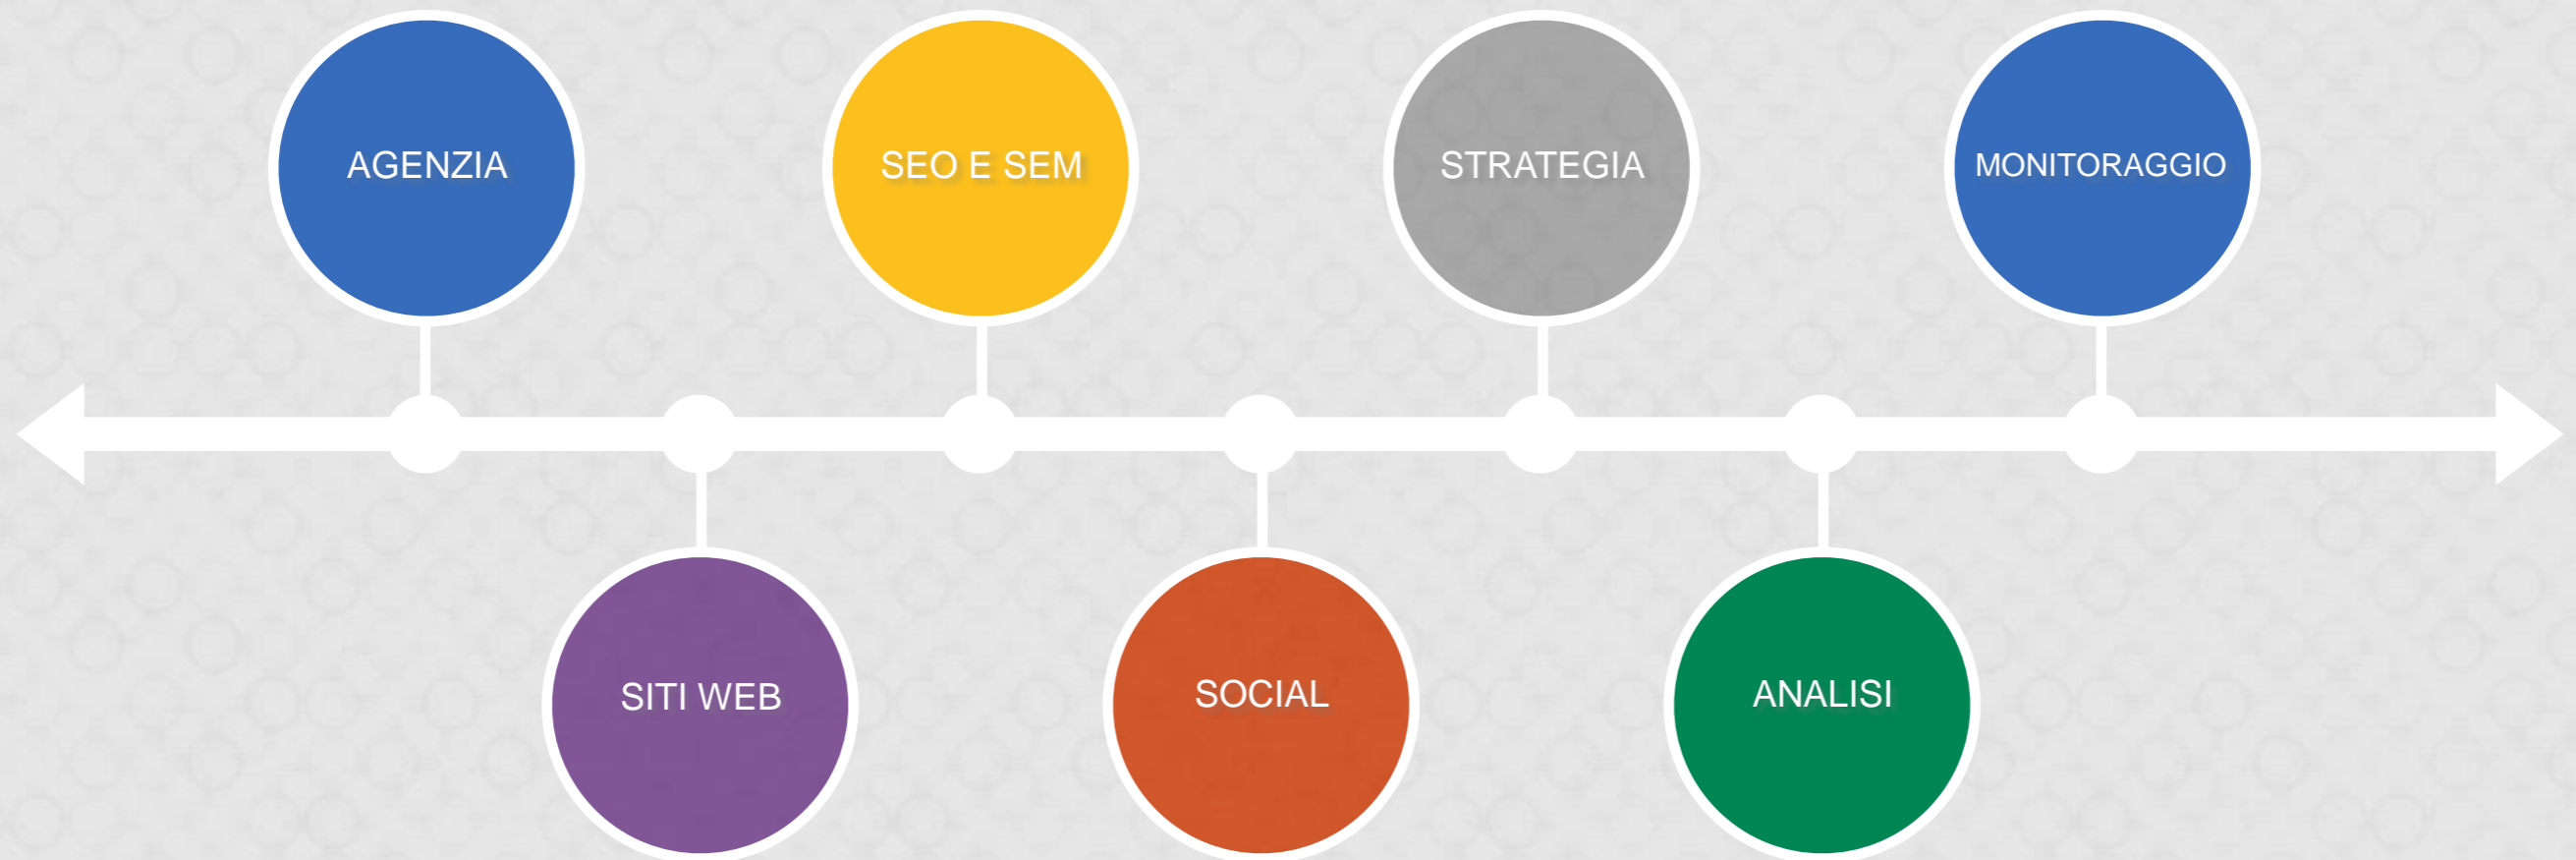 AGENZIA
SITI WEB
SEO E SEM
SOCIAL
STRATEGIA
ANALISI
MONITORAGGIO